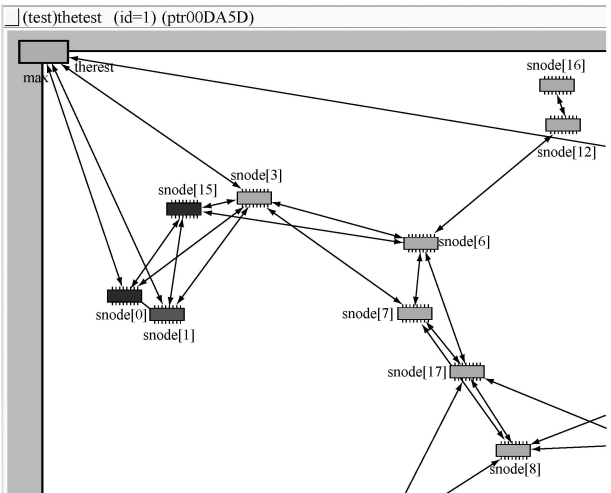 (test)thetest (id=1) (ptr00DA5D)
therest
max
snode[16]
snode[12]
snode[3]
snode[15]
snode[6]
snode[0]
snode[7]
snode[1]
snode[17]
snode[8]